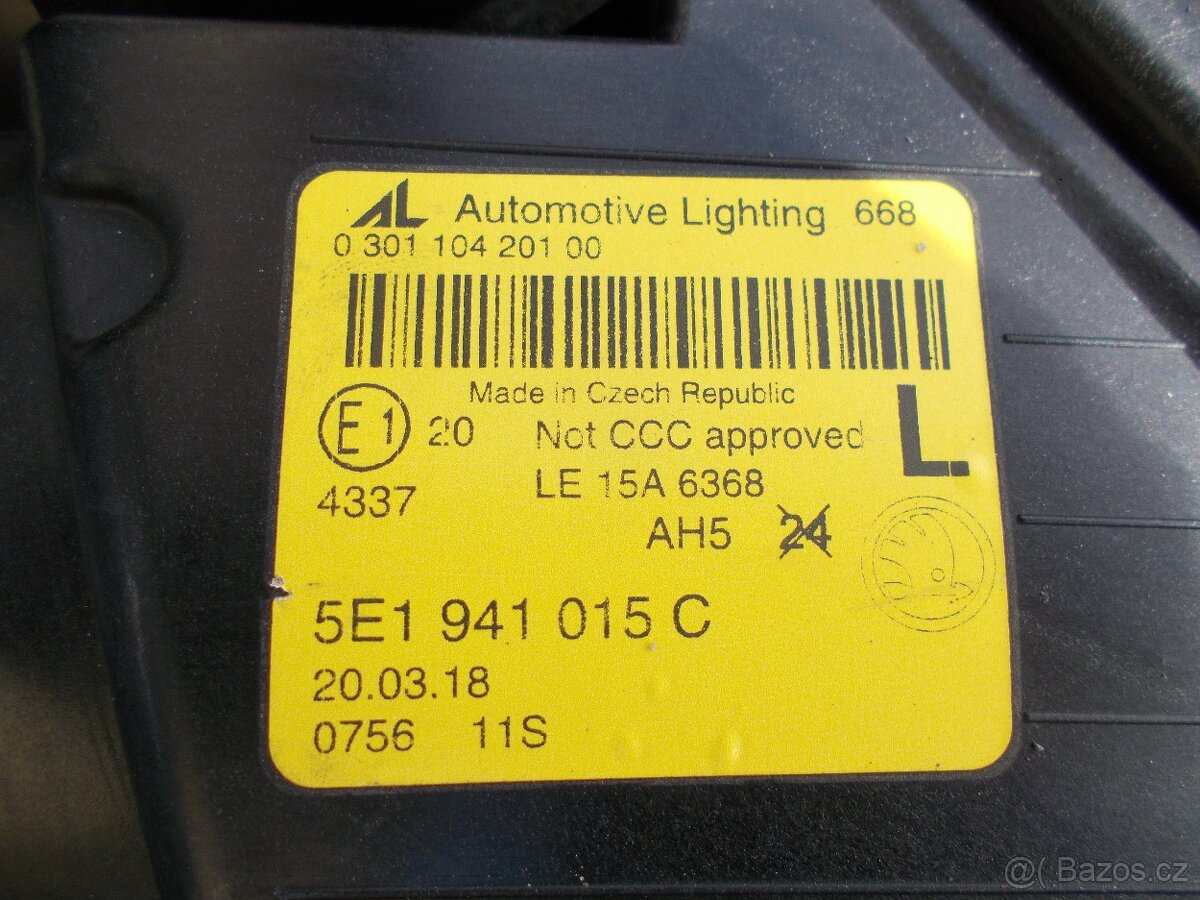 AL Automotive Lighting 668
0 301 104 201 00
Made in Czech Republic
E1 20 Not CCC approved L
4337 LE 15A 6368
AH5 24
5E1 941 015 C
20.03.18
0756 11S
@( Bazoš.cz